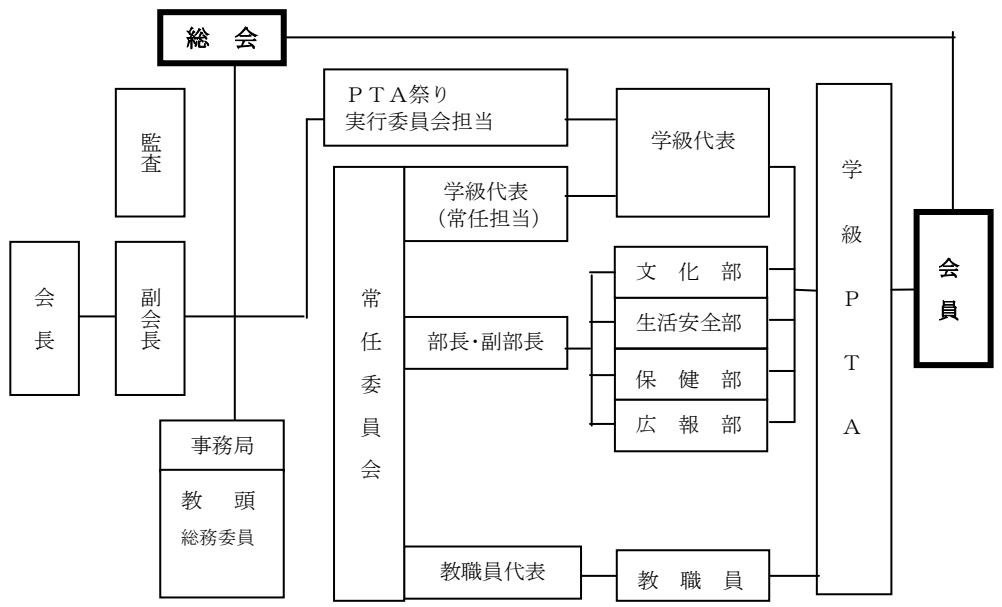 総　会
ＰＴＡ祭り
実行委員会担当
学級代表
監査
学級代表
（常任担当）
学級ＰＴＡ
会員
会長
副会長
常任委員会
部長・副部長
文　化　部
生活安全部
保　健　部
広　報　部
事務局
教　頭
総務委員
教職員代表
教　職　員